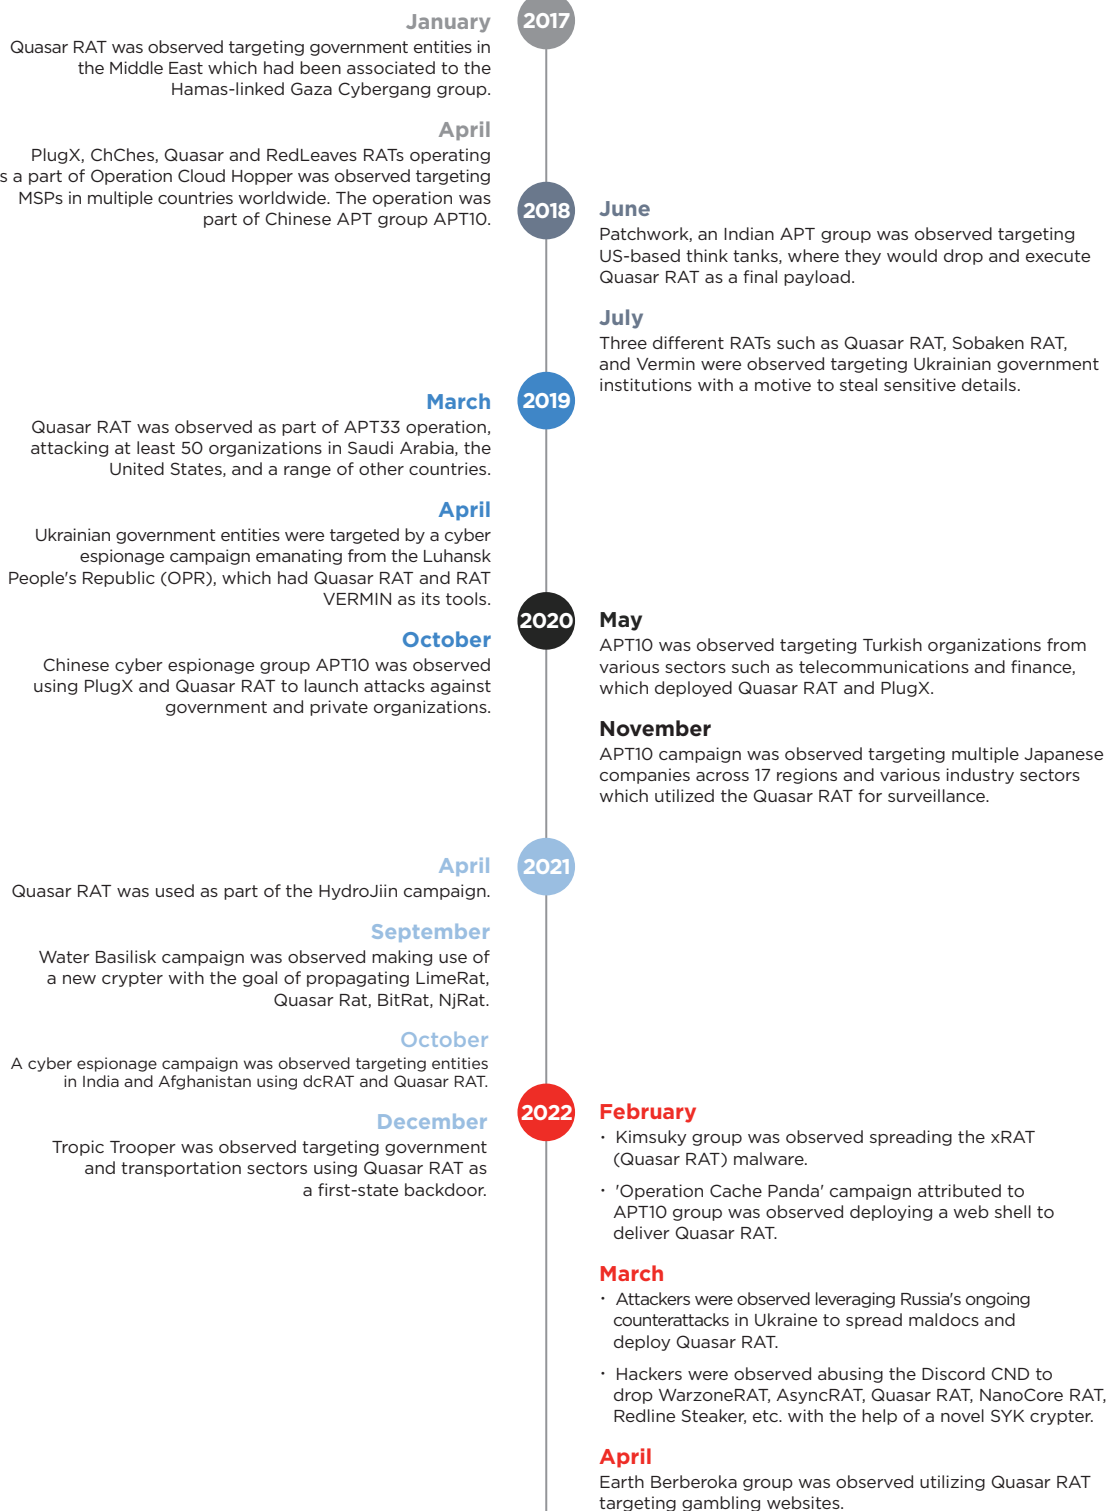 2017
January
Quasar RAT was observed targeting government entities in
the Middle East which had been associated to the
Hamas-linked Gaza Cybergang group.
April
PlugX, ChChes, Quasar and RedLeaves RATs operating
s a part of Operation Cloud Hopper was observed targeting
MSPs in multiple countries worldwide. The operation was
part of Chinese APT group APT10.
2018
June
Patchwork, an Indian APT group was observed targeting
US-based think tanks, where they would drop and execute
Quasar RAT as a final payload.
July
Three different RATs such as Quasar RAT, Sobaken RAT,
and Vermin were observed targeting Ukrainian government
institutions with a motive to steal sensitive details.
2019
March
Quasar RAT was observed as part of APT33 operation,
attacking at least 50 organizations in Saudi Arabia, the
United States, and a range of other countries.
April
Ukrainian government entities were targeted by a cyber
espionage campaign emanating from the Luhansk
People's Republic (OPR), which had Quasar RAT and RAT
VERMIN as its tools.
October
Chinese cyber espionage group APT10 was observed
using PlugX and Quasar RAT to launch attacks against
government and private organizations.
2020
May
APT10 was observed targeting Turkish organizations from
various sectors such as telecommunications and finance,
which deployed Quasar RAT and PlugX.
November
APT10 campaign was observed targeting multiple Japanese
companies across 17 regions and various industry sectors
which utilized the Quasar RAT for surveillance.
2021
April
Quasar RAT was used as part of the HydroJiin campaign.
September
Water Basilisk campaign was observed making use of
a new crypter with the goal of propagating LimeRat,
Quasar Rat, BitRat, NjRat.
October
A cyber espionage campaign was observed targeting entities
in India and Afghanistan using dcRAT and Quasar RAT.
December
Tropic Trooper was observed targeting government
and transportation sectors using Quasar RAT as
a first-state backdoor.
2022
February
· Kimsuky group was observed spreading the xRAT
(Quasar RAT) malware.
· 'Operation Cache Panda' campaign attributed to
APT10 group was observed deploying a web shell to
deliver Quasar RAT.
March
· Attackers were observed leveraging Russia's ongoing
counterattacks in Ukraine to spread maldocs and
deploy Quasar RAT.
· Hackers were observed abusing the Discord CND to
drop WarzoneRAT, AsyncRAT, Quasar RAT, NanoCore RAT,
Redline Steaker, etc. with the help of a novel SYK crypter.
April
Earth Berberoka group was observed utilizing Quasar RAT
targeting gambling websites.